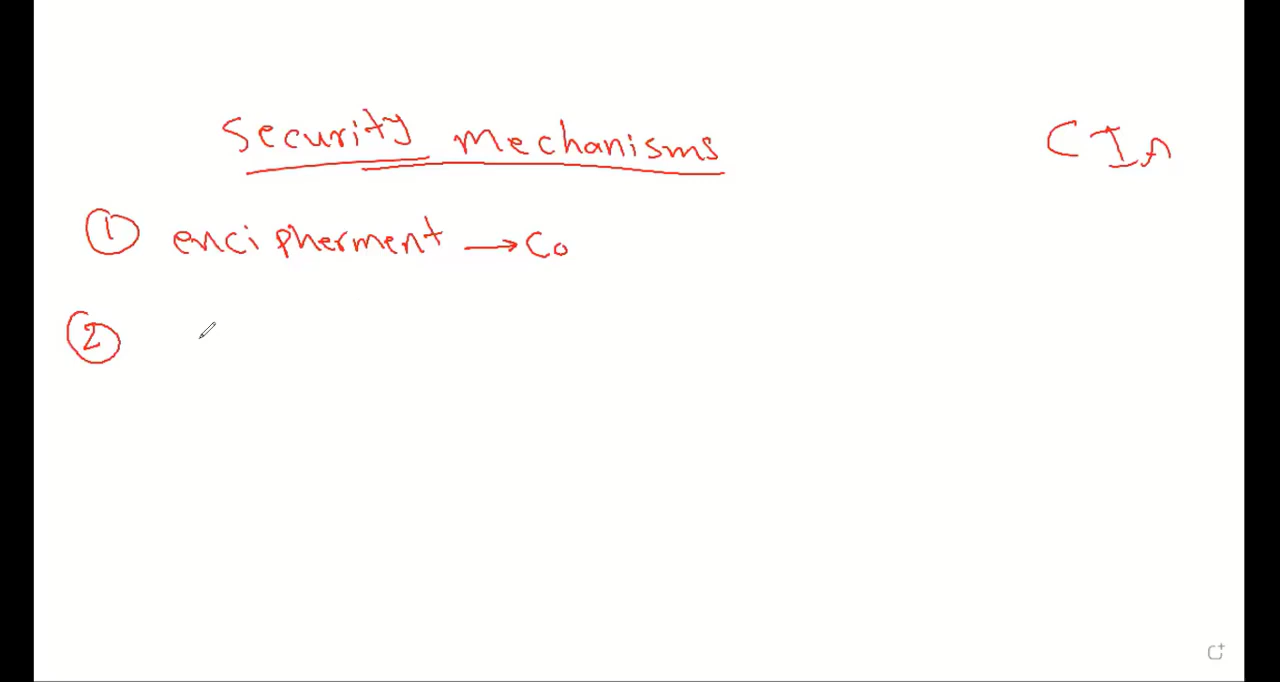 Security mechanisms
CIA
① encipherment → Co
②